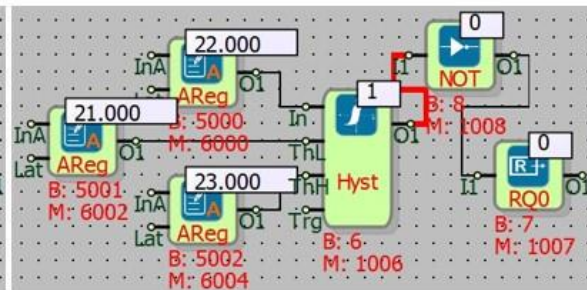 0
22.000
InA
I1
O1
NOT
AReg
O1
1
B: 8
M: 1008
21.000
B: 5000
M: 6000
In
InA
O1
ThL
O1
0
Lat
AReg
23.000
ThH
Hyst
B: 5001
InA
I1
O
M: 6002
RQ0
Lat
AReg
O1
Trg
B: 7
B: 5002
B: 6
M: 1007
M: 6004
M: 1006